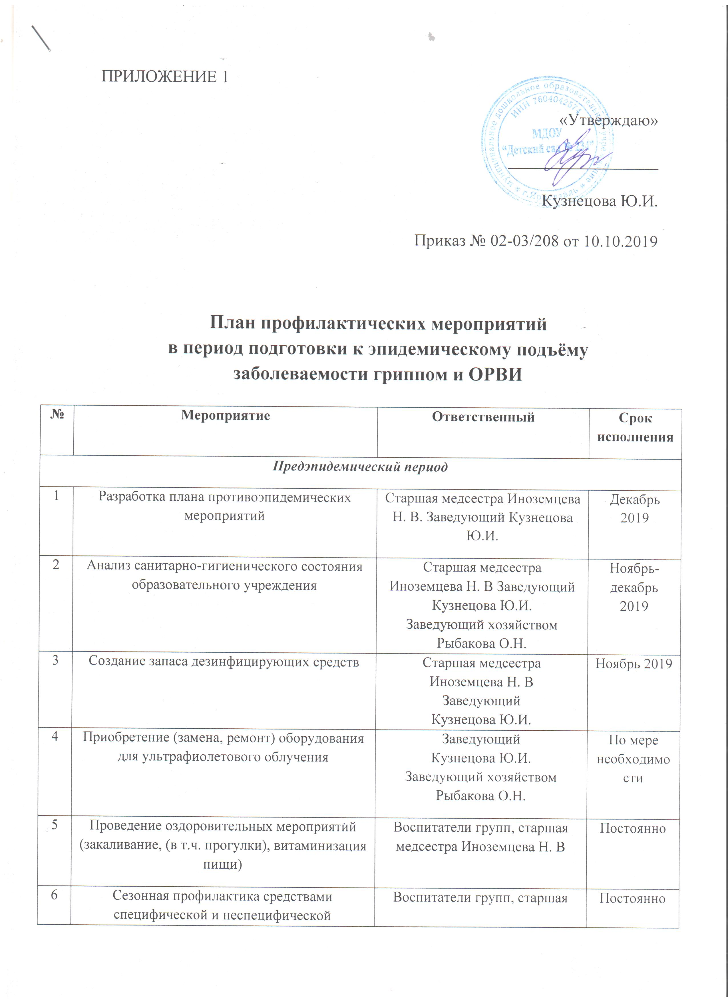 ПРИЛОЖЕНИЕ 1
муниципальное дошкольное образовательное учреждение * г.Ярославль *
ИНН 7604042574
МДОУ
“Детский сад № 234”
«Утверждаю»
Кузнецова Ю.И.
Приказ № 02-03/208 от 10.10.2019
План профилактических мероприятий
в период подготовки к эпидемическому подъёму
заболеваемости гриппом и ОРВИ
№
Мероприятие
Ответственный
Срок
исполнения
Предэпидемический период
1
Разработка плана противоэпидемических
мероприятий
Старшая медсестра Иноземцева
Н. В. Заведующий Кузнецова
Ю.И.
Декабрь
2019
2
Анализ санитарно-гигиенического состояния
образовательного учреждения
Старшая медсестра
Иноземцева Н. В Заведующий
Кузнецова Ю.И.
Заведующий хозяйством
Рыбакова О.Н.
Ноябрь-
декабрь
2019
3
Создание запаса дезинфицирующих средств
Старшая медсестра
Иноземцева Н. В
Заведующий
Кузнецова Ю.И.
Ноябрь 2019
4
Приобретение (замена, ремонт) оборудования
для ультрафиолетового облучения
Заведующий
Кузнецова Ю.И.
Заведующий хозяйством
Рыбакова О.Н.
По мере
необходимо
сти
5
Проведение оздоровительных мероприятий
(закаливание, (в т.ч. прогулки), витаминизация
пищи)
Воспитатели групп, старшая
медсестра Иноземцева Н. В
Постоянно
6
Сезонная профилактика средствами
специфической и неспецифической
Воспитатели групп, старшая
Постоянно